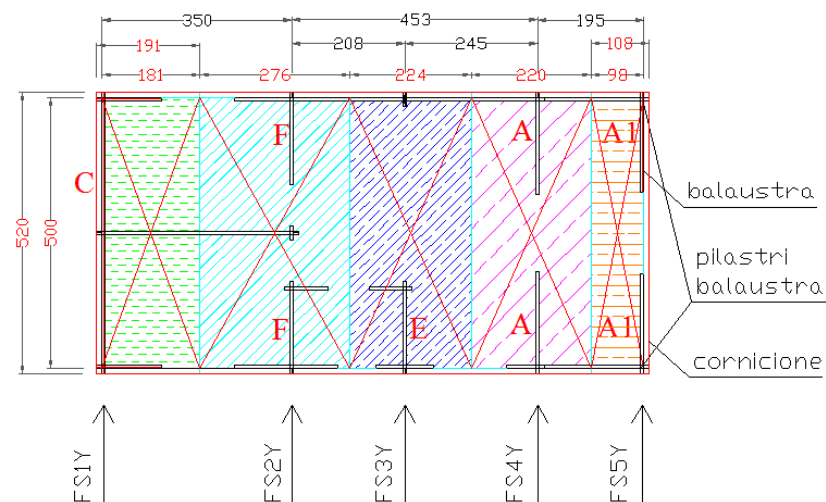 350 453 195
191 208 245 108
181 276 224 220 98
F A A1
C
balaustra
520 500
pilastri
balaustra
F E A A1
cornicione
FS1Y FS2Y FS3Y FS4Y FS5Y